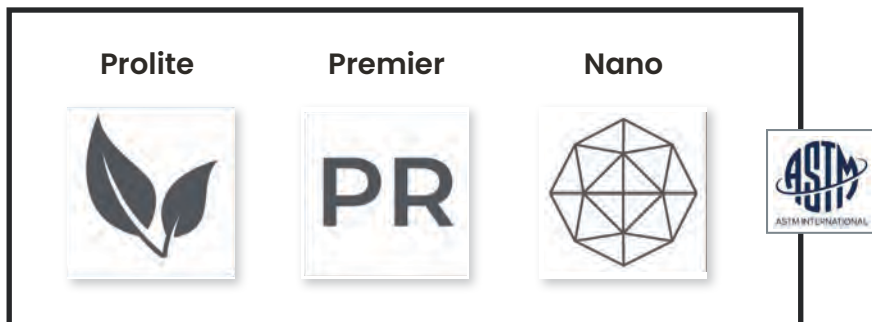 Prolite Premier Nano
PR
ASTM
ASTM INTERNATIONAL